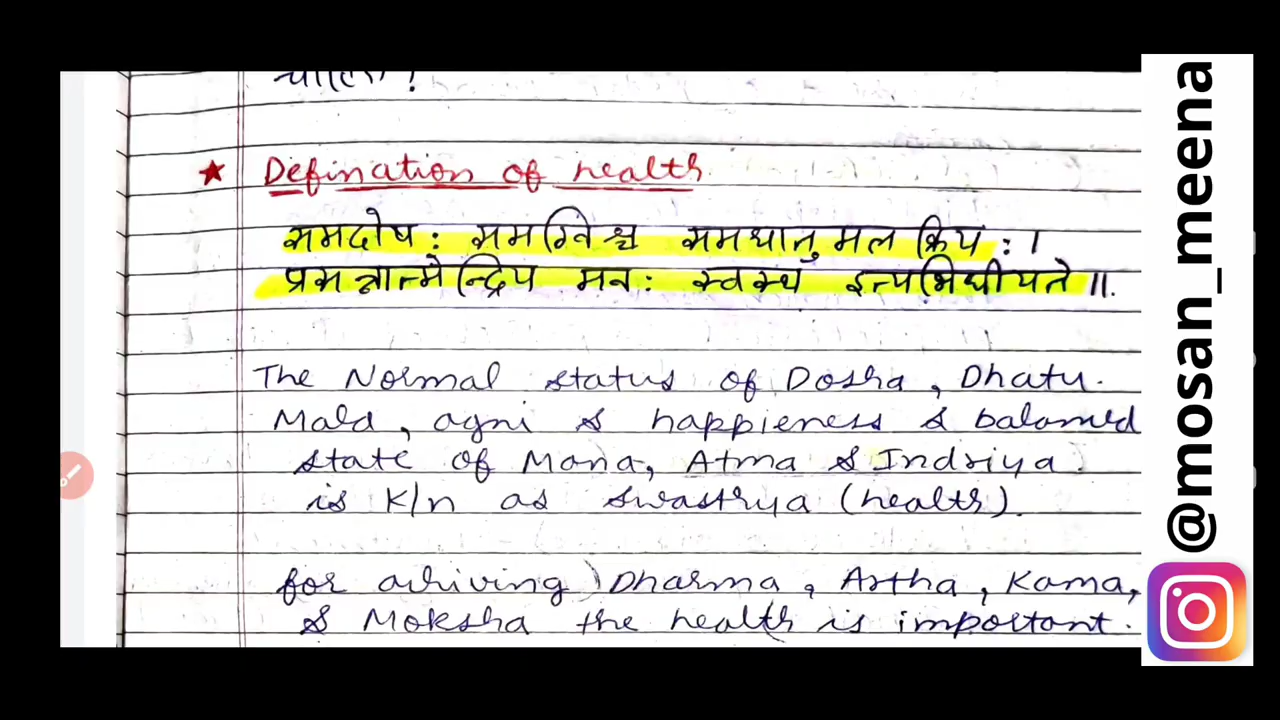 चाहिए?
★ Defination of health
समदोष: समग्निश्च समधातु मल क्रिय: ।
प्रसन्नात्मेन्द्रिय मन: स्वस्थ इत्यभिधीयते ॥.
The Normal status of Dosha, Dhatu.
Mala, agni & happieness & balanced
state of Mana, Atma & Indriya
is K/n as swasthya (health).
for achiving Dharma, Artha, Kama,
& Moksha the health is important.
@mosan_meena